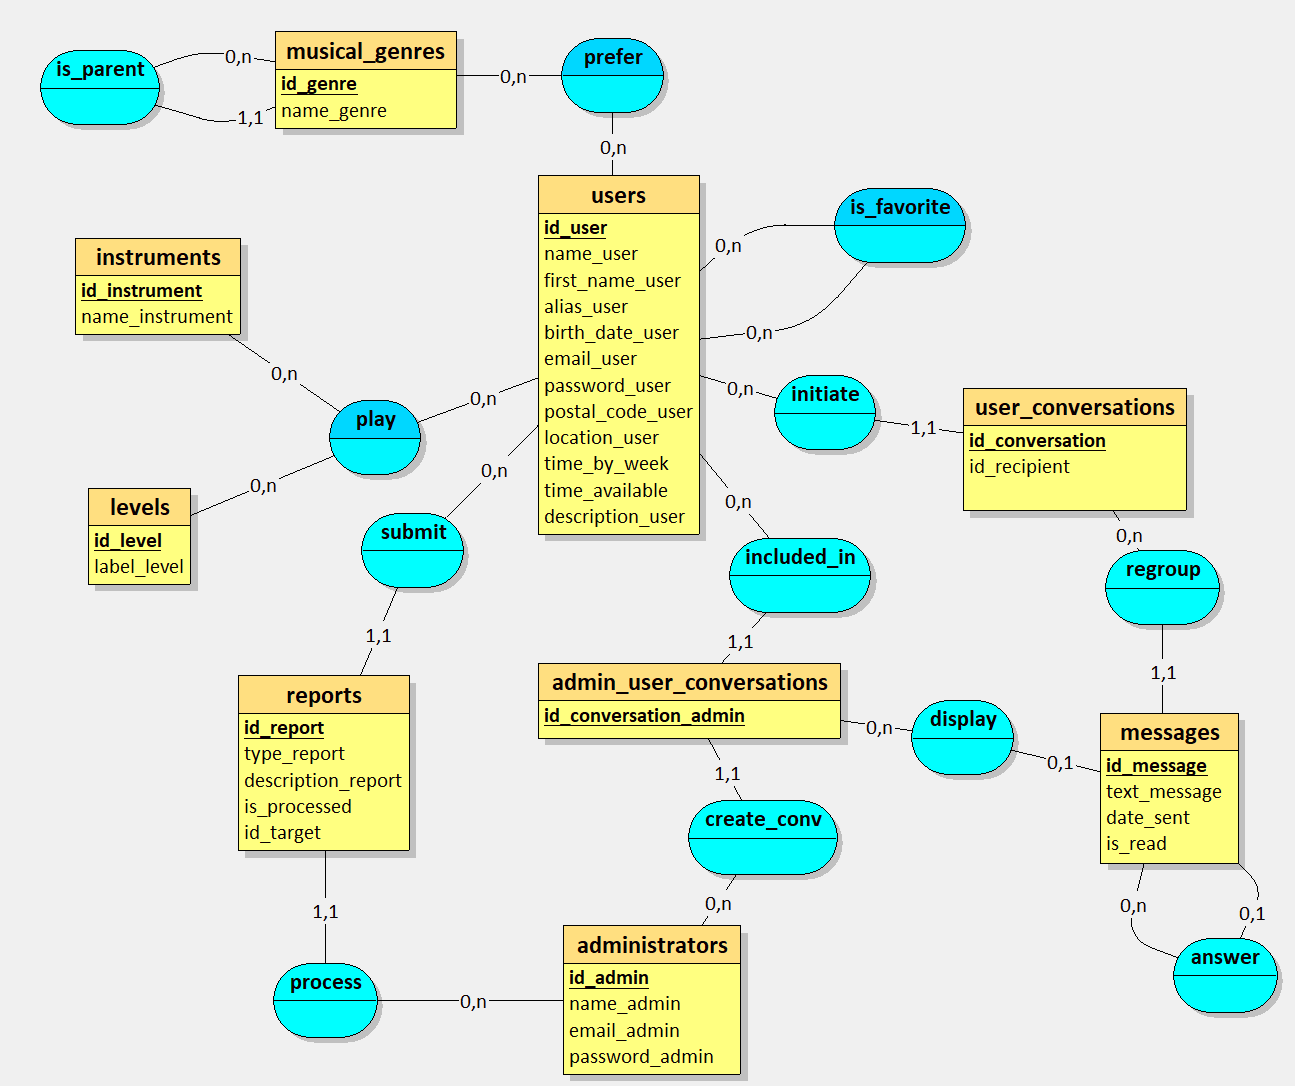 is_parent
0,n
1,1
musical_genres
id_genre
name_genre
0,n
prefer
0,n
users
id_user
name_user
first_name_user
alias_user
birth_date_user
email_user
password_user
postal_code_user
location_user
time_by_week
time_available
description_user
0,n
is_favorite
0,n
instruments
id_instrument
name_instrument
0,n
play
0,n
0,n
levels
id_level
label_level
0,n
initiate
1,1
user_conversations
id_conversation
id_recipient
0,n
submit
1,1
0,n
included_in
1,1
0,n
regroup
1,1
reports
id_report
type_report
description_report
is_processed
id_target
admin_user_conversations
id_conversation_admin
0,n
display
0,1
messages
id_message
text_message
date_sent
is_read
1,1
create_conv
0,n
0,n
0,1
answer
1,1
process
0,n
administrators
id_admin
name_admin
email_admin
password_admin